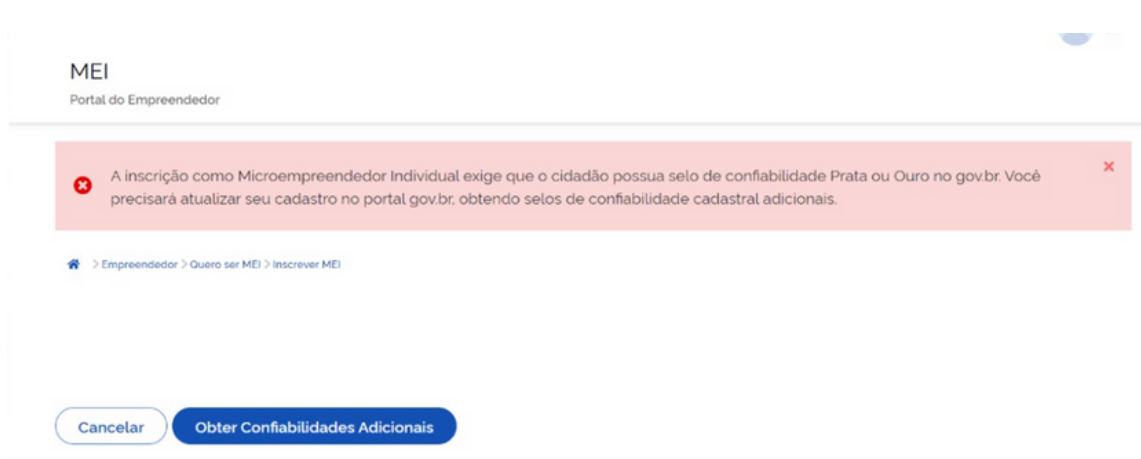 MEI
Portal do Empreendedor
A inscrição como Microempreendedor Individual exige que o cidadão possua selo de confiabilidade Prata ou Ouro no gov.br. Você
precisará atualizar seu cadastro no portal gov.br, obtendo selos de confiabilidade cadastral adicionais.
> Empreendedor > Quero ser MEI > Inscrever MEI
Cancelar Obter Confiabilidades Adicionais